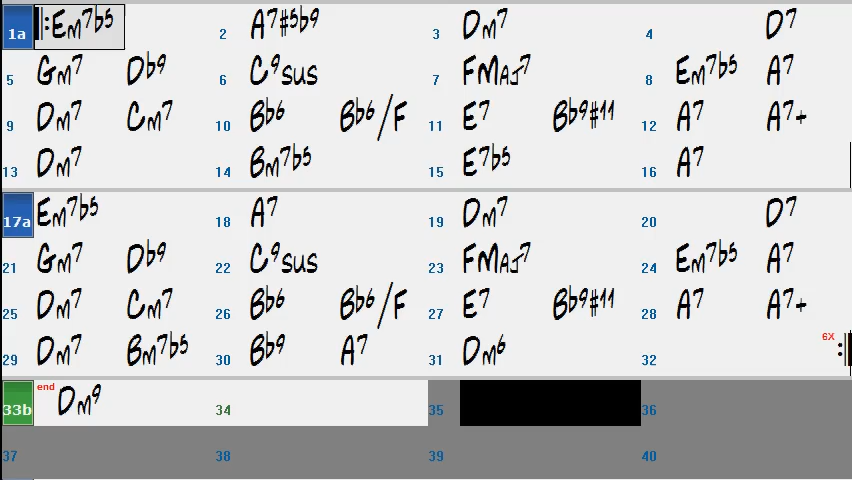 1a 𝄆 Em7b5 2 A7#5b9 3 Dm7 4 D7
5 Gm7 Db9 6 C9sus 7 FMaj7 8 Em7b5 A7
9 Dm7 Cm7 10 Bb6 Bb6/F 11 E7 Bb9#11 12 A7 A7+
13 Dm7 14 Bm7b5 15 E7b5 16 A7
17a Em7b5 18 A7 19 Dm7 20 D7
21 Gm7 Db9 22 C9sus 23 FMaj7 24 Em7b5 A7
25 Dm7 Cm7 26 Bb6 Bb6/F 27 E7 Bb9#11 28 A7 A7+
29 Dm7 Bm7b5 30 Bb9 A7 31 Dm6 32 6X 𝄇
33b end Dm9 34 35 36
37 38 39 40